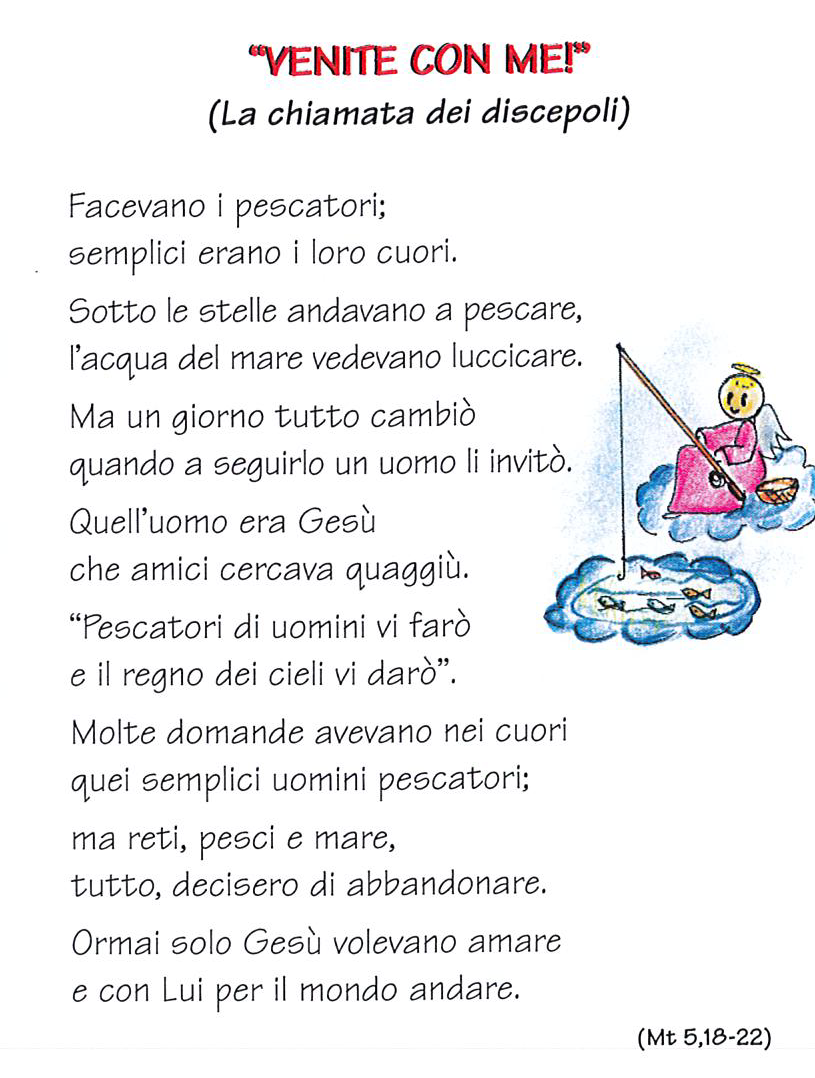 “VENITE CON ME!”
(La chiamata dei discepoli)
Facevano i pescatori;
semplici erano i loro cuori.
Sotto le stelle andavano a pescare,
l’acqua del mare vedevano luccicare.
Ma un giorno tutto cambiò
quando a seguirlo un uomo li invitò.
Quell’uomo era Gesù
che amici cercava quaggiù.
“Pescatori di uomini vi farò
e il regno dei cieli vi darò”.
Molte domande avevano nei cuori
quei semplici uomini pescatori;
ma reti, pesci e mare,
tutto, decisero di abbandonare.
Ormai solo Gesù volevano amare
e con Lui per il mondo andare.
(Mt 5,18-22)